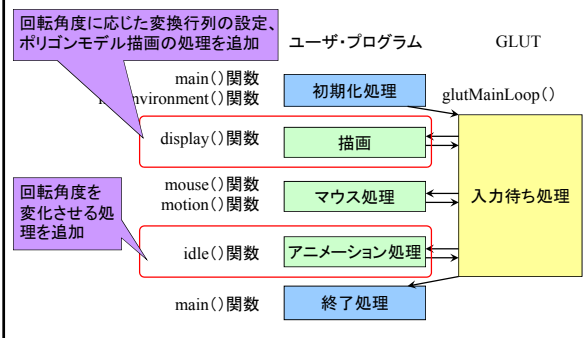 回転角度に応じた変換行列の設定、
ポリゴンモデル描画の処理を追加
ユーザ・プログラム
GLUT
main()関数
vironment()関数
初期化処理
glutMainLoop()
display()関数
描画
回転角度を
変化させる処
理を追加
mouse()関数
motion()関数
マウス処理
入力待ち処理
idle()関数
アニメーション処理
main()関数
終了処理